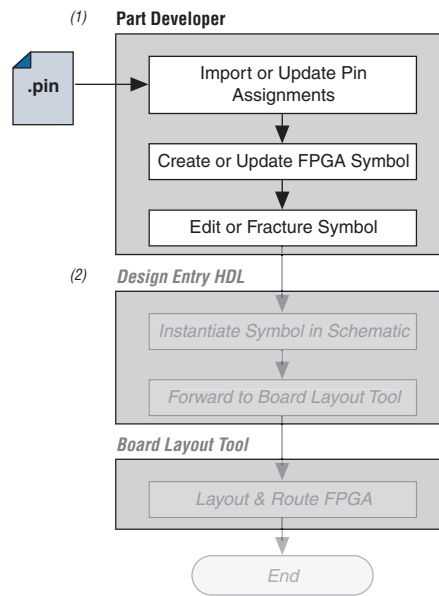 (1) Part Developer
.pin
Import or Update Pin
Assignments
Create or Update FPGA Symbol
Edit or Fracture Symbol
(2) Design Entry HDL
Instantiate Symbol in Schematic
Forward to Board Layout Tool
Board Layout Tool
Layout & Route FPGA
End